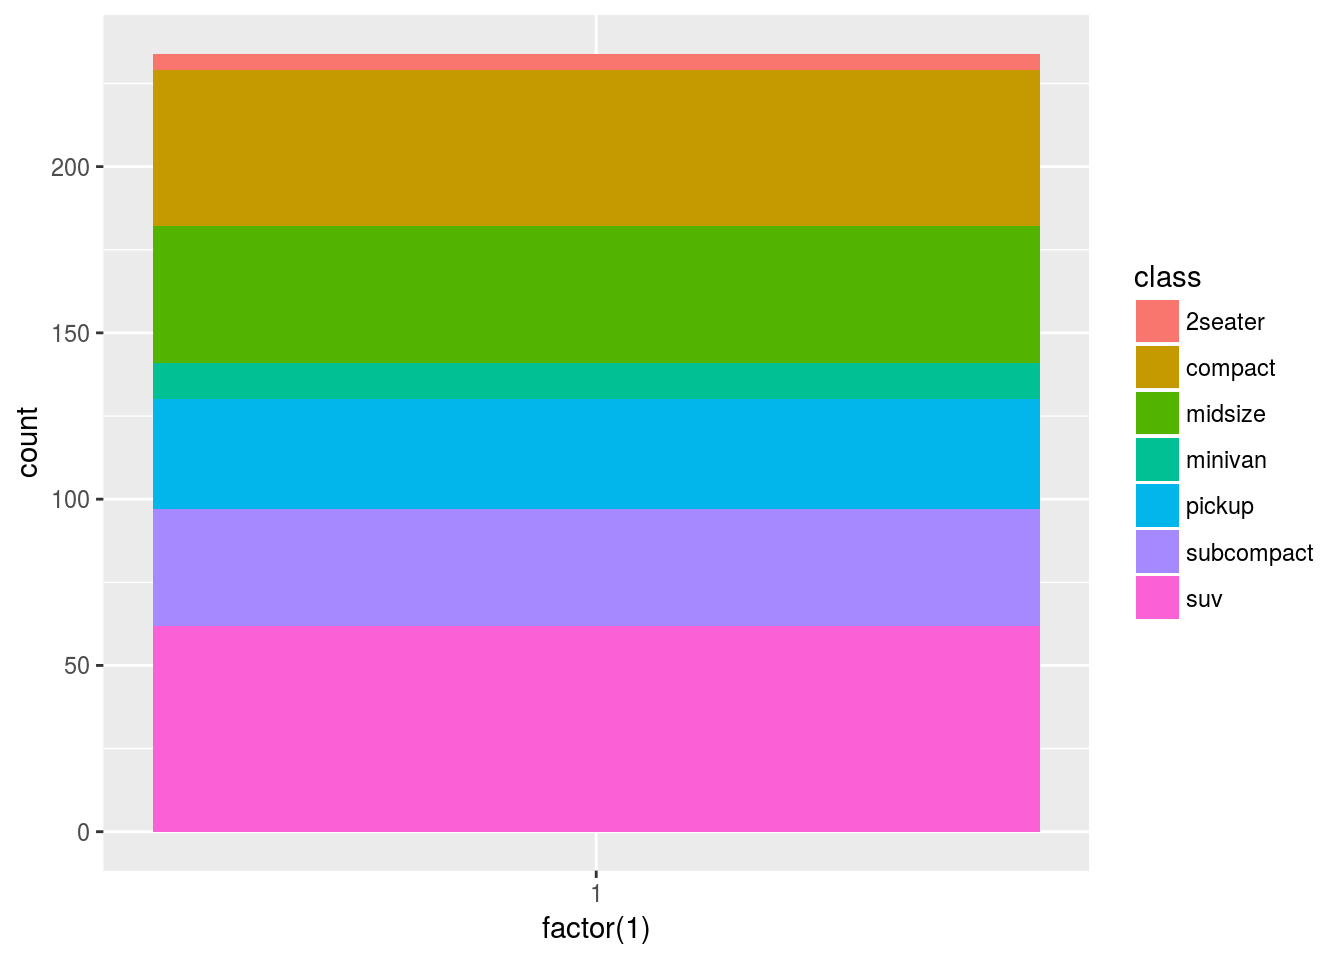 count
200
150
100
50
0
1
factor(1)
class
2seater
compact
midsize
minivan
pickup
subcompact
suv